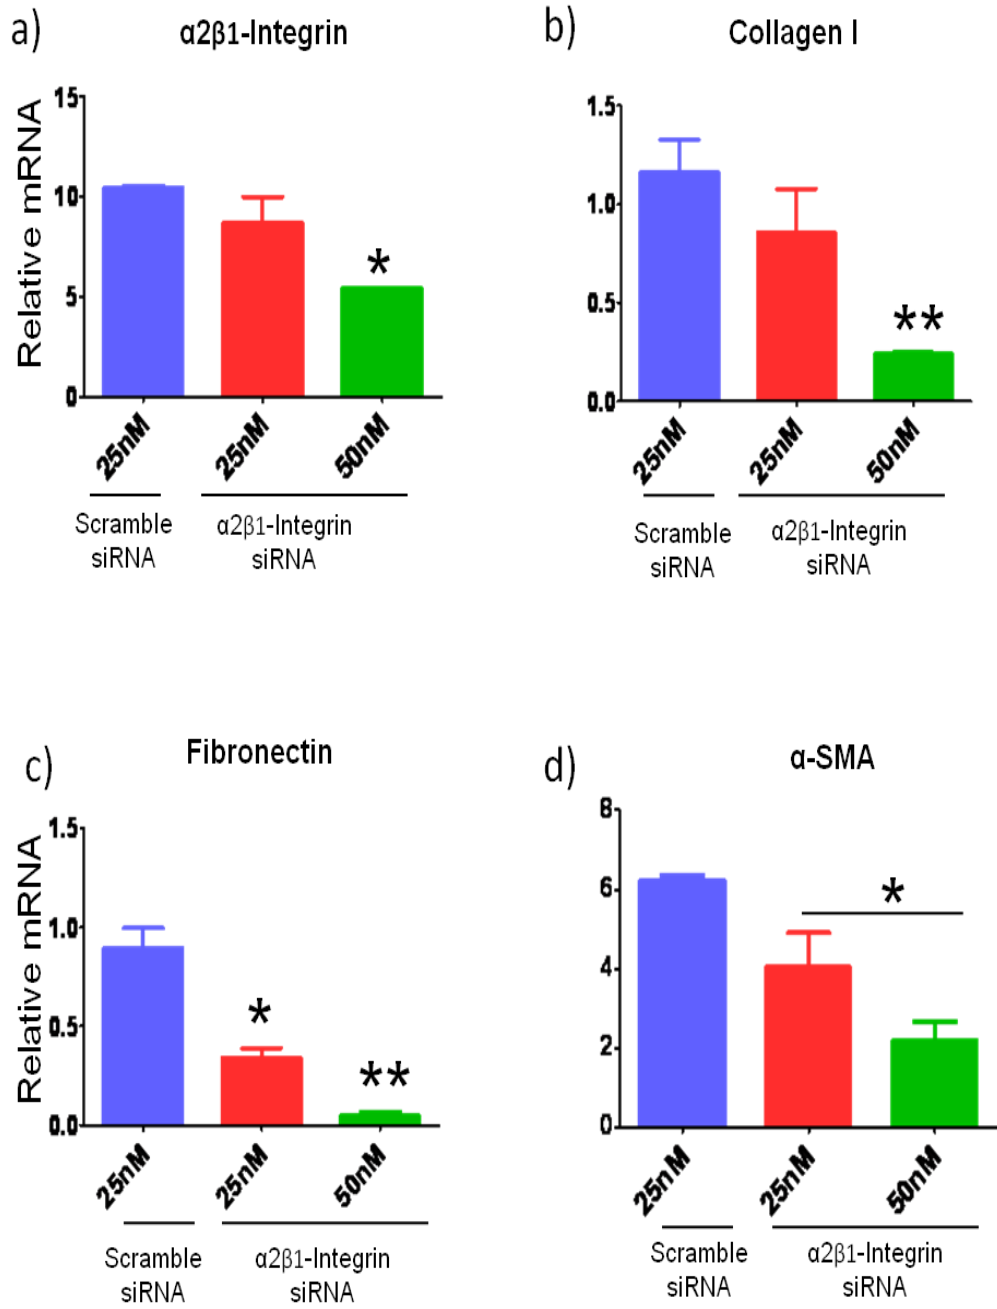 a)
α2β1-Integrin
Relative mRNA
15
10
5
0
*
25nM
25nM
50nM
Scramble
siRNA
α2β1-Integrin
siRNA
b)
Collagen I
1.5
1.0
0.5
0.0
**
25nM
25nM
50nM
Scramble
siRNA
α2β1-Integrin
siRNA
c)
Fibronectin
Relative mRNA
1.5
1.0
0.5
0.0
*
**
25nM
25nM
50nM
Scramble
siRNA
α2β1-Integrin
siRNA
d)
α-SMA
8
6
4
2
0
*
25nM
25nM
50nM
Scramble
siRNA
α2β1-Integrin
siRNA